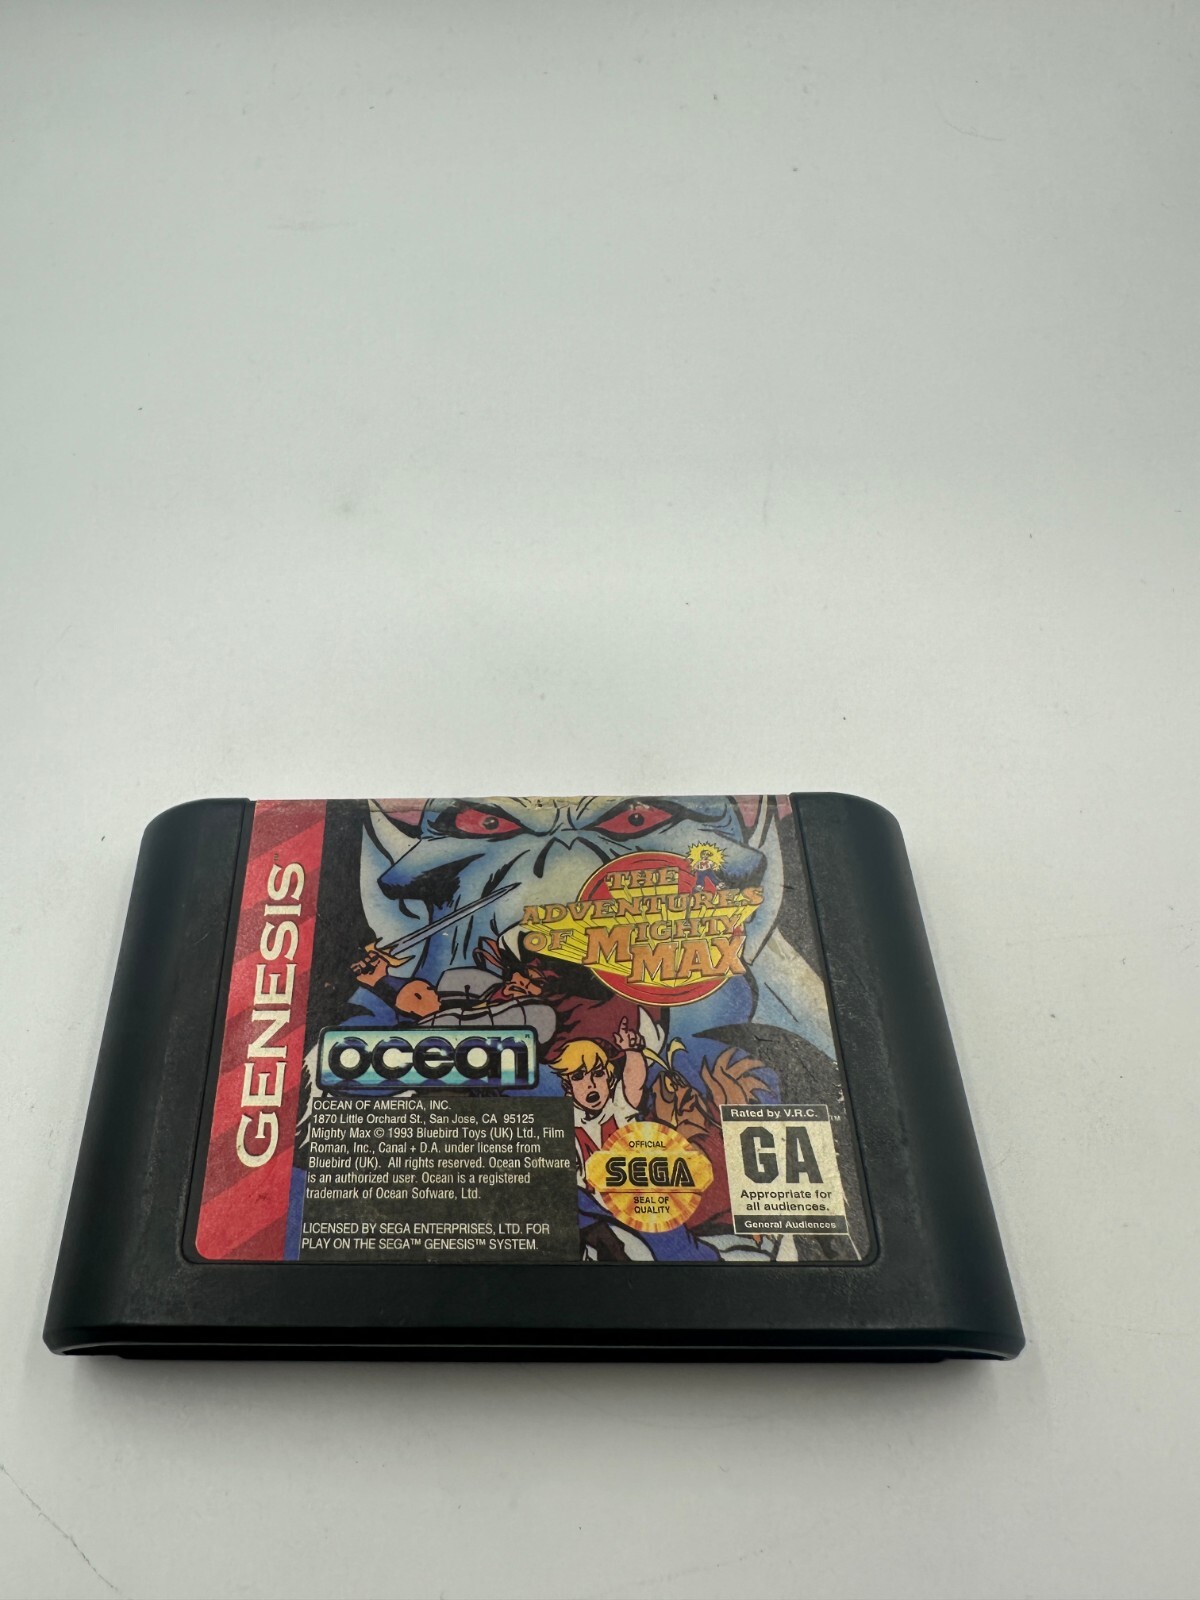 GENESIS™
THE
ADVENTURES
OF MIGHTY
MAX
ocean
OCEAN OF AMERICA, INC.
1870 Little Orchard St., San Jose, CA 95125
Mighty Max © 1993 Bluebird Toys (UK) Ltd., Film
Roman, Inc., Canal + D.A. under license from
Bluebird (UK). All rights reserved. Ocean Software
is an authorized user. Ocean is a registered
trademark of Ocean Sofware, Ltd.
LICENSED BY SEGA ENTERPRISES, LTD. FOR
PLAY ON THE SEGA™ GENESIS™ SYSTEM.
OFFICIAL
SEGA
SEAL OF
QUALITY
Rated by V.R.C. ™
GA
Appropriate for
all audiences.
General Audiences